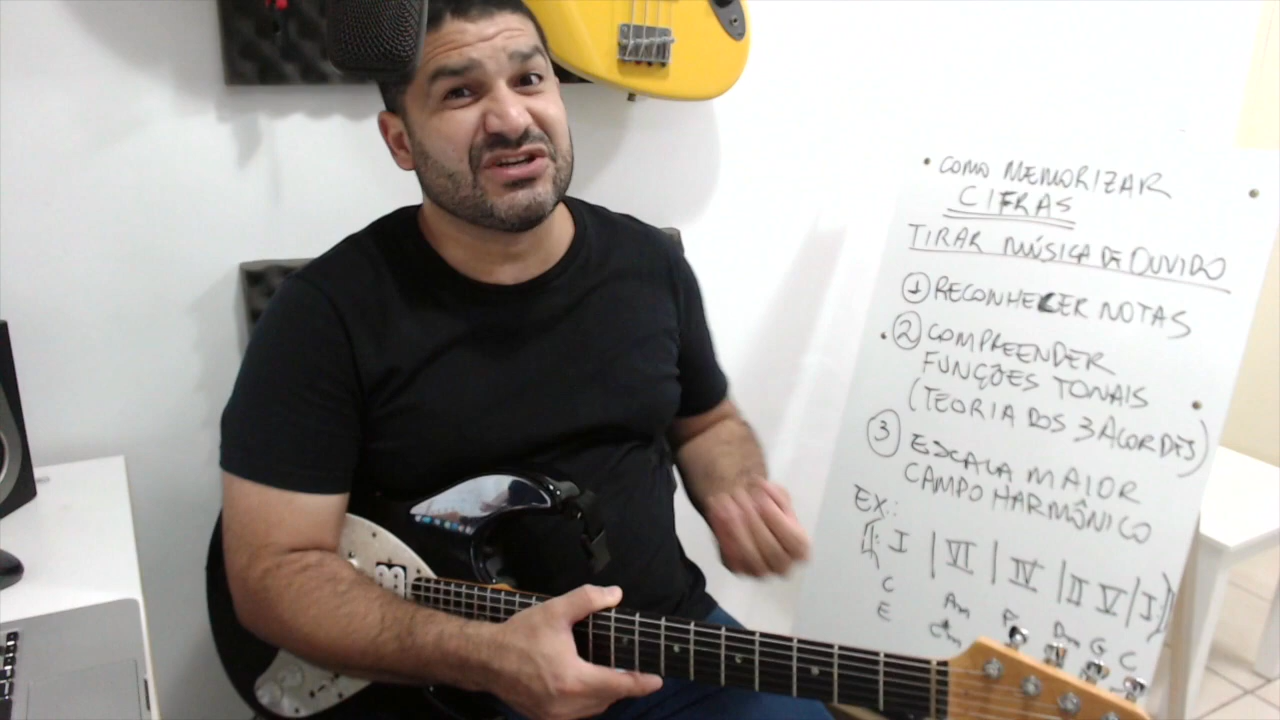 • COMO MEMORIZAR
CIFRAS
TIRAR MÚSICA DE OUVIDO
1 RECONHECER NOTAS
• 2 COMPREENDER
FUNÇÕES TONAIS
(TEORIA DOS 3 ACORDES)
3 ESCALA MAIOR
CAMPO HARMÔNICO
EX.:
||: I | VI | IV | II V | I ||
C Am F Dm G C
E C#m